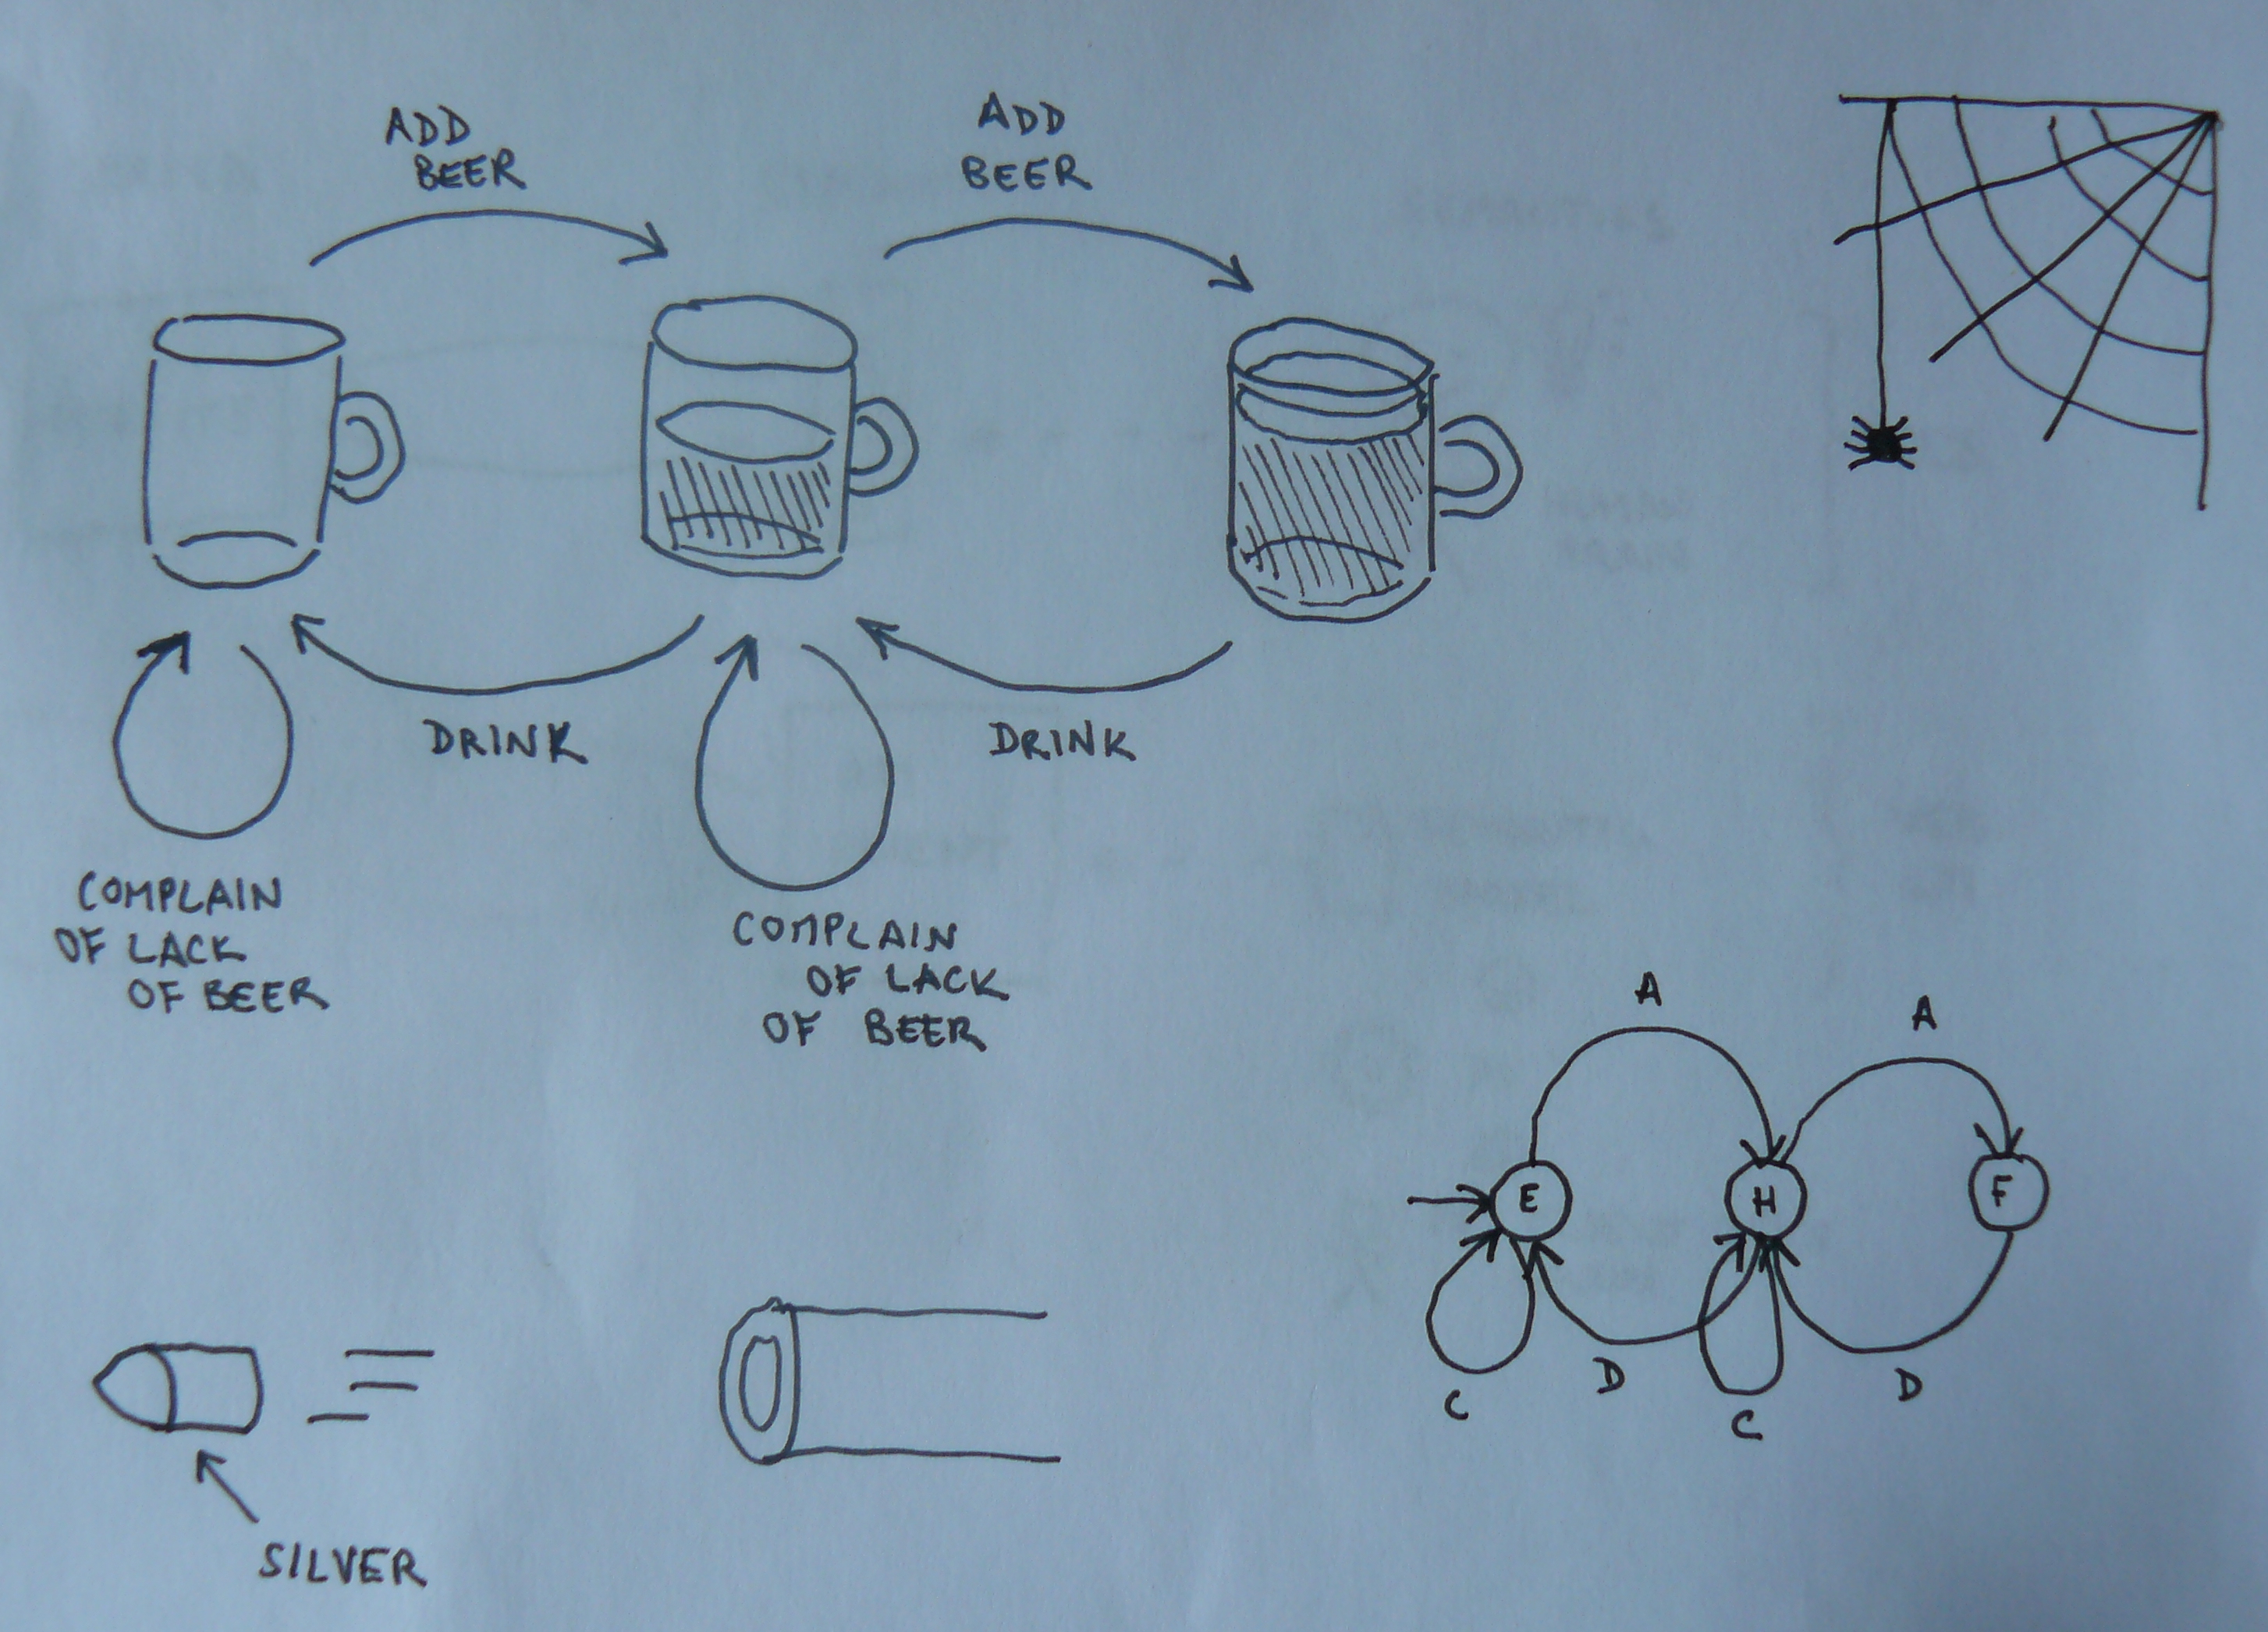 ADD
BEER
ADD
BEER
DRINK
DRINK
COMPLAIN
OF LACK
OF BEER
COMPLAIN
OF LACK
OF BEER
A
A
E
H
F
C
D
C
D
SILVER